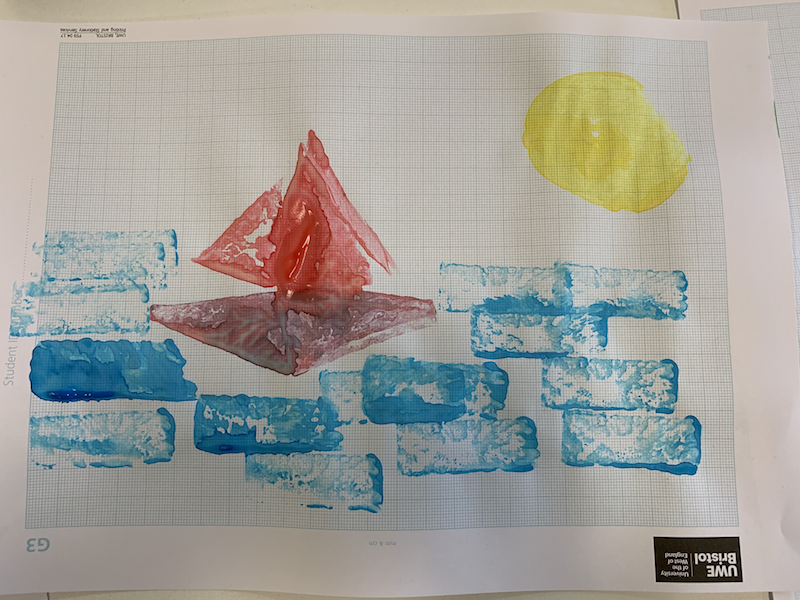 UWE, BRISTOL
Printing and Stationery Services
PSS 04.17
Student
mm & cm
G3
UWE
Bristol
University
of the
West of
England